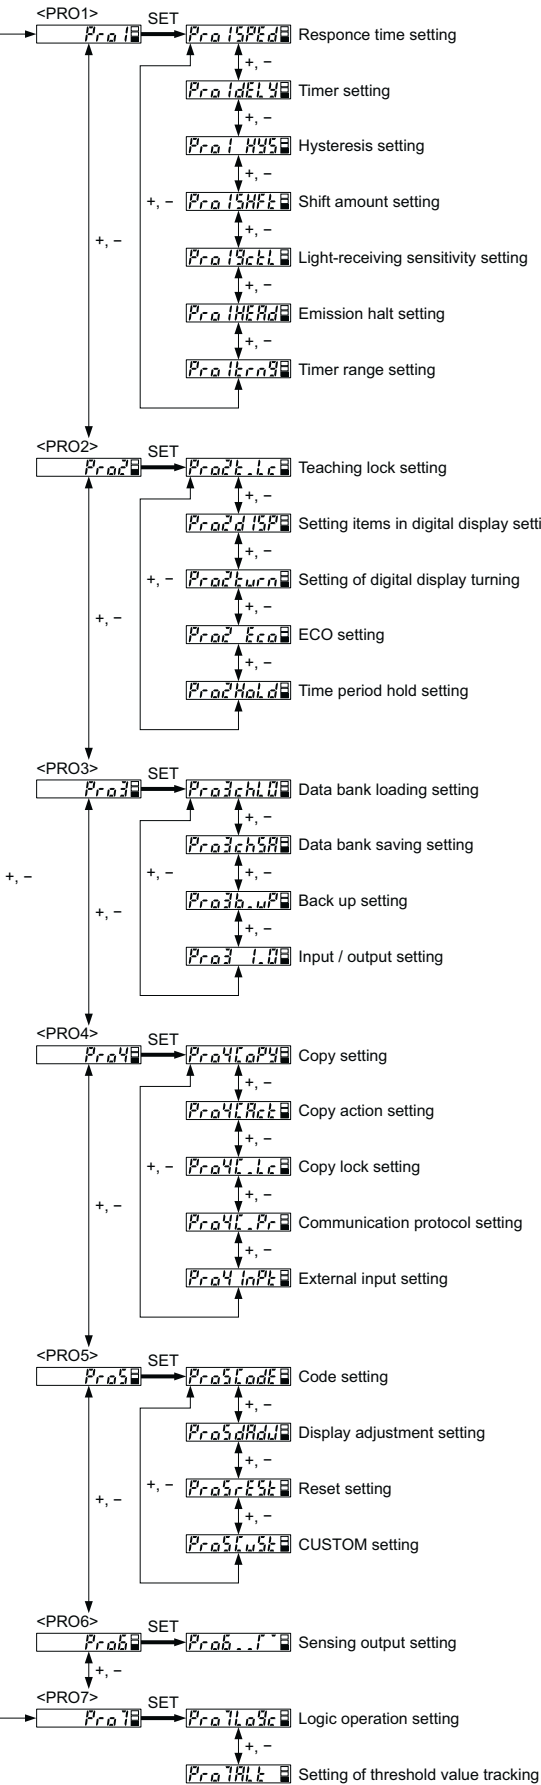 <PRO1>
Pro1 SET Pro1SPEd Responce time setting
+, −
Pro1dELY Timer setting
+, −
Pro1 HYS Hysteresis setting
+, −
+, − Pro1SHFt Shift amount setting
+, −
+, −
Pro1gctL Light-receiving sensitivity setting
+, −
Pro1HEAd Emission halt setting
+, −
Pro1trng Timer range setting
<PRO2>
Pro2 SET Pro2t.Lc Teaching lock setting
+, −
Pro2dISP Setting items in digital display setti
+, −
+, − Pro2turn Setting of digital display turning
+, −
+, −
Pro2 Eco ECO setting
+, −
Pro2HoLd Time period hold setting
<PRO3>
Pro3 SET Pro3chLO Data bank loading setting
+, −
Pro3chSA Data bank saving setting
+, −
+, −
+, −
Pro3b.uP Back up setting
+, −
+, −
Pro3 I.O Input / output setting
<PRO4>
Pro4 SET Pro4CoPY Copy setting
+, −
Pro4CAct Copy action setting
+, −
+, − Pro4C.Lc Copy lock setting
+, −
+, −
Pro4C.Pr Communication protocol setting
+, −
Pro4InPt External input setting
<PRO5>
Pro5 SET Pro5CodE Code setting
+, −
Pro5dAdJ Display adjustment setting
+, −
+, − Pro5rESt Reset setting
+, −
+, −
Pro5CuSt CUSTOM setting
<PRO6>
Pro6 SET Pro6 Sensing output setting
+, −
<PRO7>
Pro7 SET Pro7Logc Logic operation setting
+, −
Pro7ALt Setting of threshold value tracking